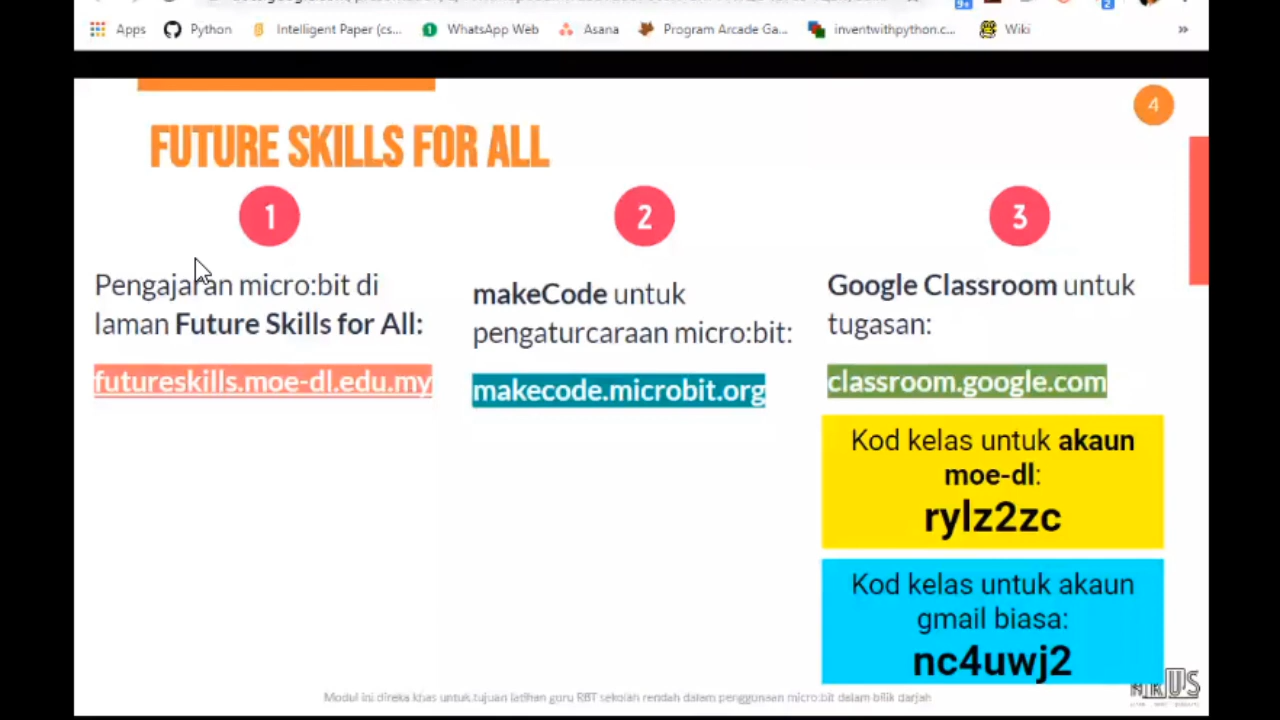 Apps
Python
Intelligent Paper (cs...
WhatsApp Web
Asana
Program Arcade Ga...
inventwithpython.c...
Wiki
»
4
FUTURE SKILLS FOR ALL
1
Pengajaran micro:bit di
laman Future Skills for All:
futureskills.moe-dl.edu.my
2
makeCode untuk
pengaturcaraan micro:bit:
makecode.microbit.org
3
Google Classroom untuk
tugasan:
classroom.google.com
Kod kelas untuk akaun
moe-dl:
rylz2zc
Kod kelas untuk akaun
gmail biasa:
nc4uwj2
Modul ini direka khas untuk tujuan latihan guru RBT sekolah rendah dalam penggunaan micro:bit dalam bilik darjah